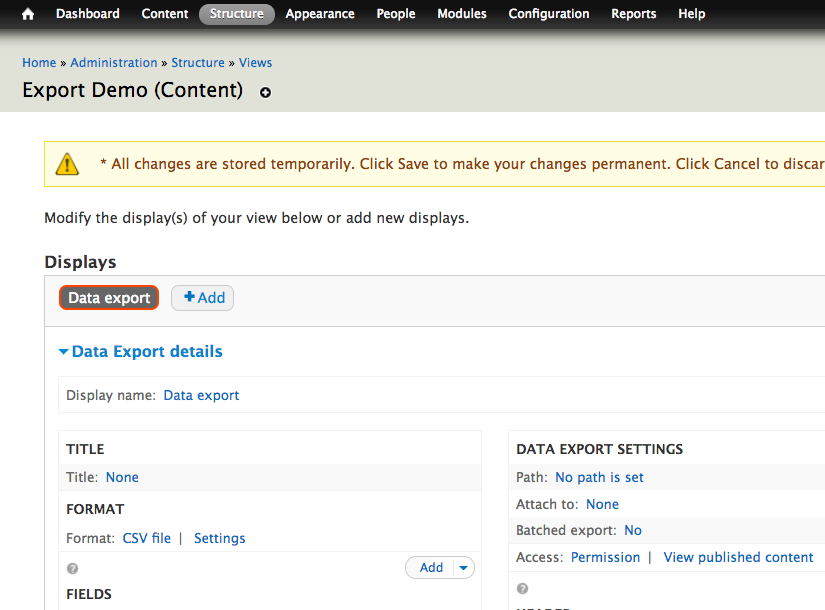 Dashboard Content Structure Appearance People Modules Configuration Reports Help
Home » Administration » Structure » Views
Export Demo (Content)
* All changes are stored temporarily. Click Save to make your changes permanent. Click Cancel to discar
Modify the display(s) of your view below or add new displays.
Displays
Data export Add
Data Export details
Display name: Data export
TITLE
Title: None
FORMAT
Format: CSV file | Settings
Add
FIELDS
DATA EXPORT SETTINGS
Path: No path is set
Attach to: None
Batched export: No
Access: Permission | View published content
HEADER